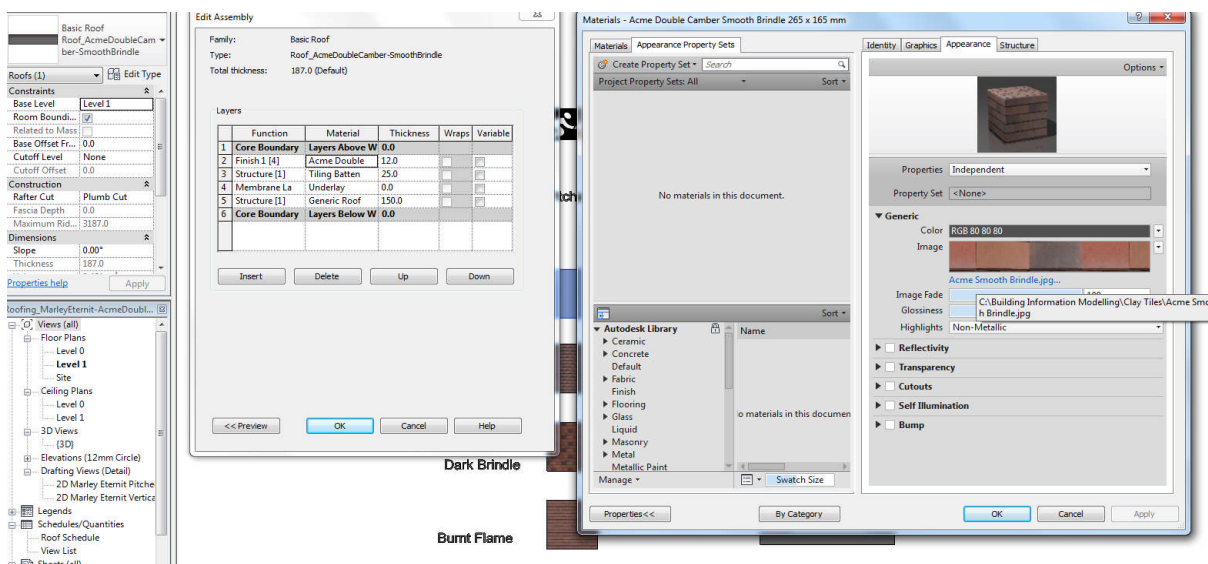 Basic Roof
Roof_AcmeDoubleCam
ber-SmoothBrindle
Roofs (1)
Edit Type
Constraints
Base Level Level 1
Room Boundi...
Related to Mass
Base Offset Fr... 0.0
Cutoff Level None
Cutoff Offset 0.0
Construction
Rafter Cut Plumb Cut
Fascia Depth 0.0
Maximum Rid... 3187.0
Dimensions
Slope 0.00°
Thickness 187.0
Properties help
Apply
Roofing_MarleyEternit-AcmeDoubl...
Views (all)
Floor Plans
Level 0
Level 1
Site
Ceiling Plans
Level 0
Level 1
3D Views
{3D}
Elevations (12mm Circle)
Drafting Views (Detail)
2D Marley Eternit Pitche
2D Marley Eternit Vertica
Legends
Schedules/Quantities
Roof Schedule
View List
Sheets (all)
Edit Assembly
Family: Basic Roof
Type: Roof_AcmeDoubleCamber-SmoothBrindle
Total thickness: 187.0 (Default)
Layers
Function Material Thickness Wraps Variable
1 Core Boundary Layers Above W 0.0
2 Finish 1 [4] Acme Double 12.0
3 Structure [1] Tiling Batten 25.0
4 Membrane La Underlay 0.0
5 Structure [1] Generic Roof 150.0
6 Core Boundary Layers Below W 0.0
Insert Delete Up Down
<< Preview OK Cancel Help
tch
Dark Brindle
Burnt Flame
Materials - Acme Double Camber Smooth Brindle 265 x 165 mm
Materials Appearance Property Sets
Create Property Set Search
Project Property Sets: All Sort
No materials in this document.
Sort
Autodesk Library
Ceramic
Concrete
Default
Fabric
Finish
Flooring
Glass
Liquid
Masonry
Metal
Metallic Paint
Name
o materials in this documen
Manage
Swatch Size
Properties<< By Category
Identity Graphics Appearance Structure
Options
Properties Independent
Property Set <None>
Generic
Color RGB 80 80 80
Image
Acme Smooth Brindle.jpg...
Image Fade
C:\Building Information Modelling\Clay Tiles\Acme Smo
h Brindle.jpg
Glossiness
Highlights Non-Metallic
Reflectivity
Transparency
Cutouts
Self Illumination
Bump
OK Cancel Apply